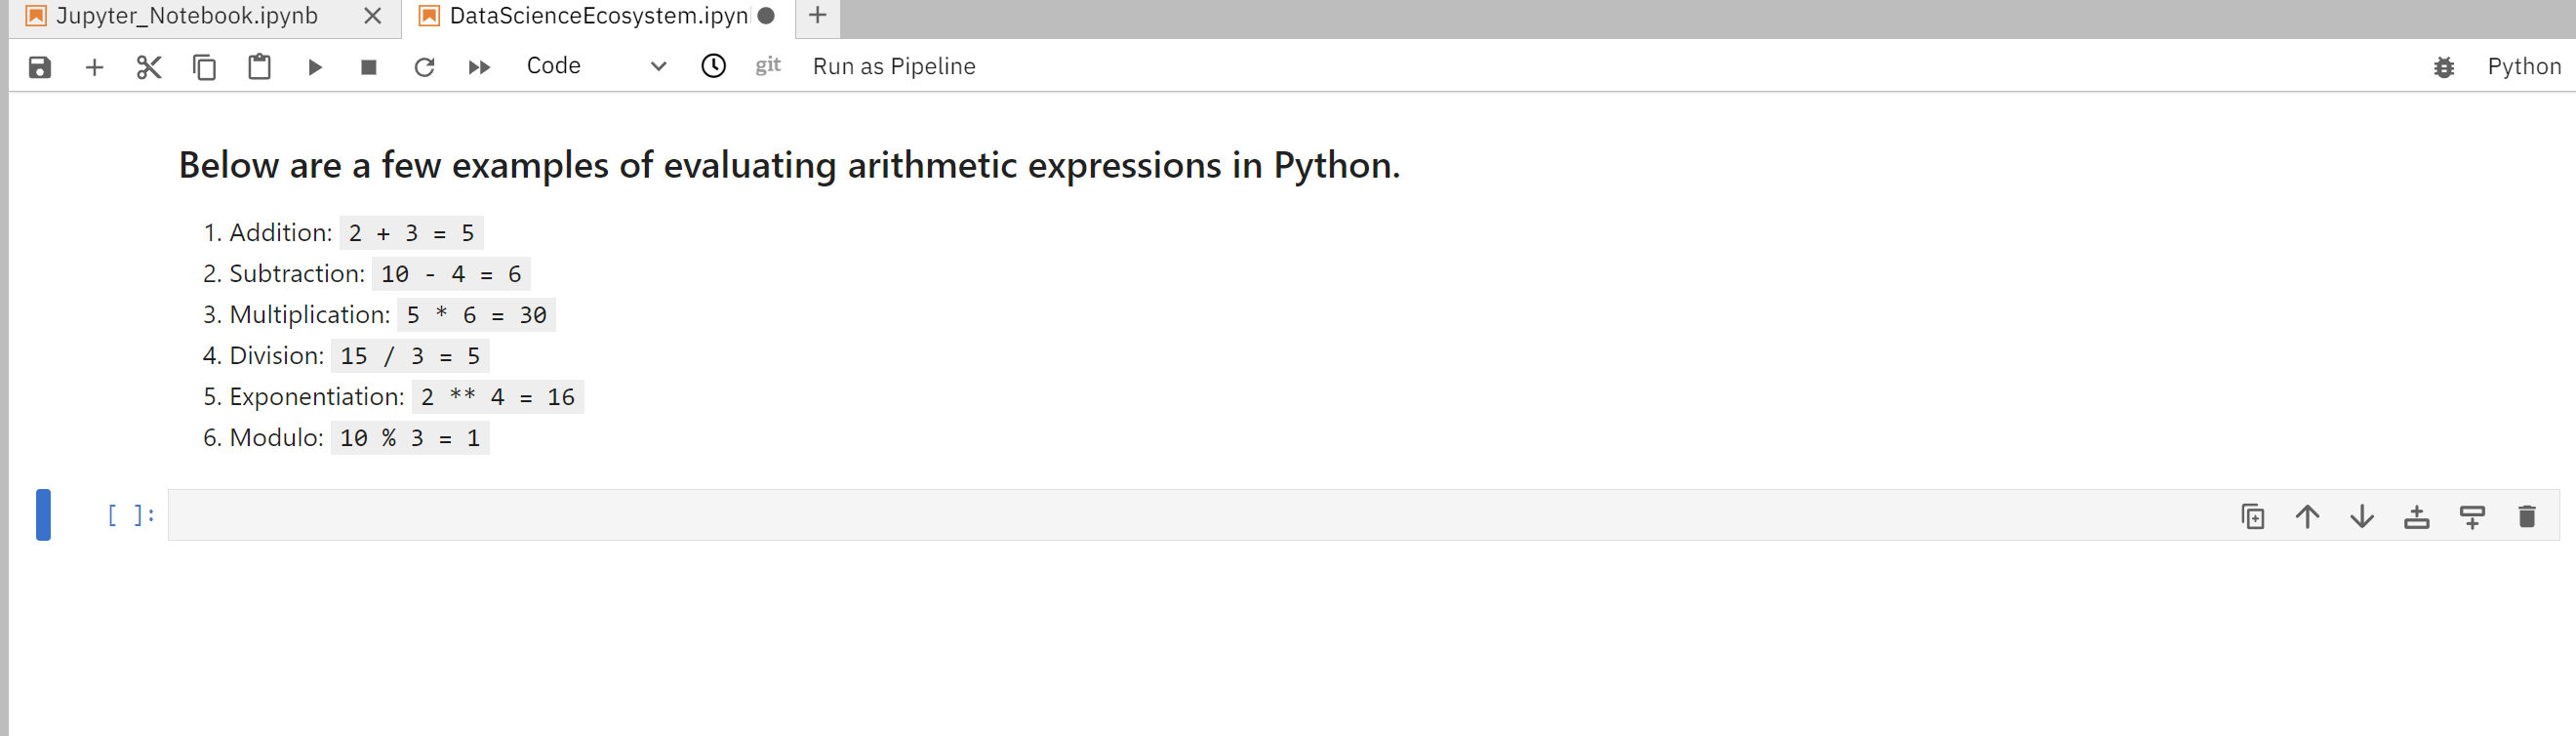 Jupyter_Notebook.ipynb DataScienceEcosystem.ipyn
Code git Run as Pipeline Python
Below are a few examples of evaluating arithmetic expressions in Python.
1. Addition: 2 + 3 = 5
2. Subtraction: 10 - 4 = 6
3. Multiplication: 5 * 6 = 30
4. Division: 15 / 3 = 5
5. Exponentiation: 2 ** 4 = 16
6. Modulo: 10 % 3 = 1
[ ]: